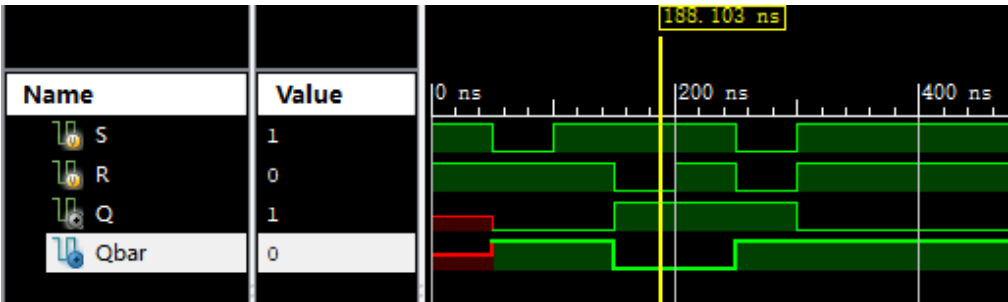 188.103 ns
Name Value 0 ns 200 ns 400 ns
S 1
R 0
Q 1
Qbar 0